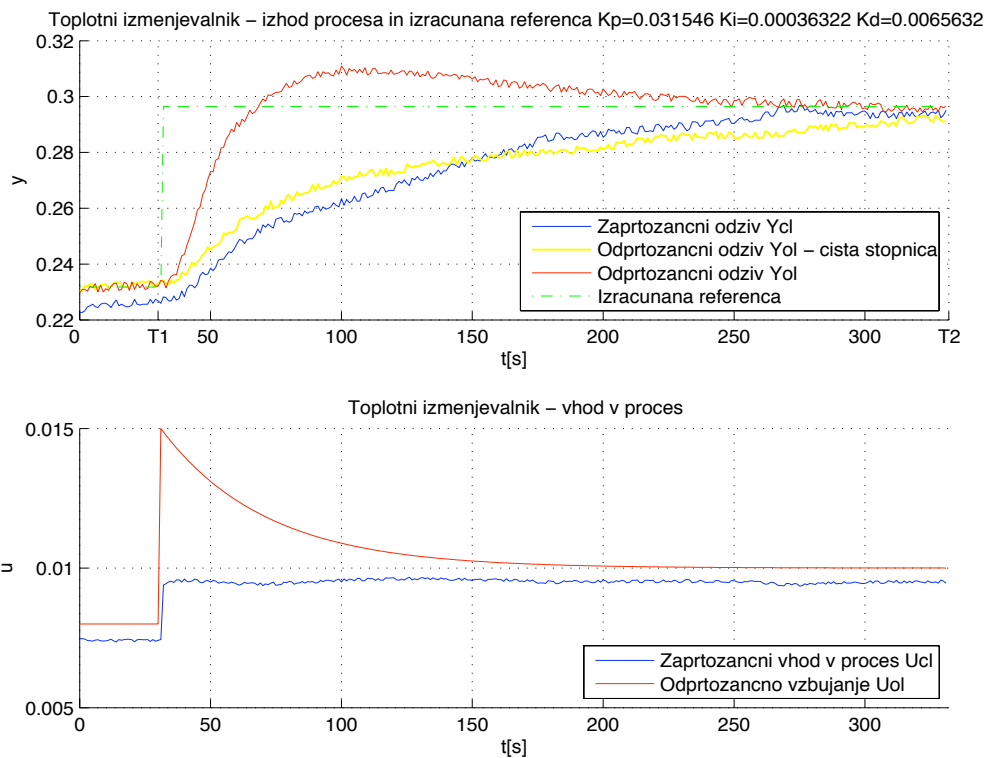 Toplotni izmenjevalnik – izhod procesa in izracunana referenca Kp=0.031546 Ki=0.00036322 Kd=0.0065632
0.32
0.3
0.28
0.26
0.24
0.22
y
Zaprtozancni odziv Ycl
Odprtozancni odziv Yol – cista stopnica
Odprtozancni odziv Yol
Izracunana referenca
0 T1 50 100 150 200 250 300 T2
t[s]
Toplotni izmenjevalnik – vhod v proces
0.015
0.01
0.005
u
Zaprtozancni vhod v proces Ucl
Odprtozancno vzbujanje Uol
0 50 100 150 200 250 300
t[s]